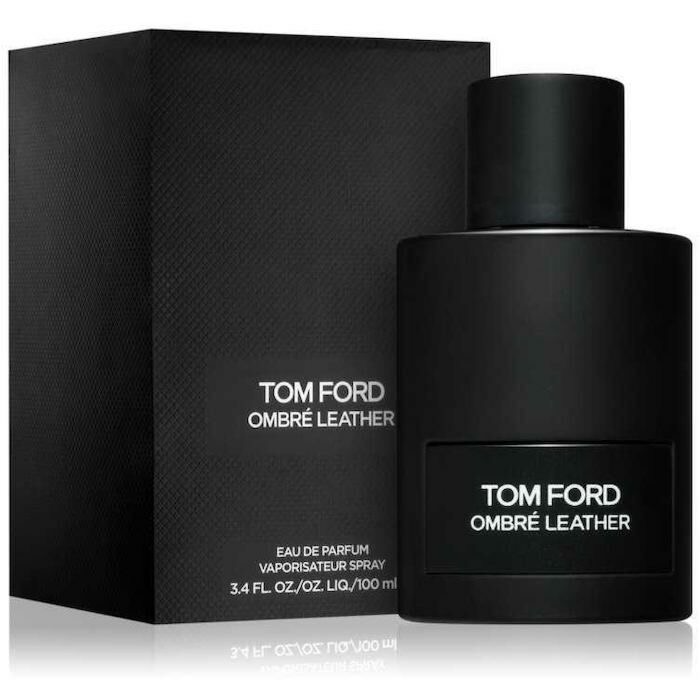 TOM FORD
OMBRÉ LEATHER
EAU DE PARFUM
VAPORISATEUR SPRAY
3.4 FL. OZ./OZ. LIQ./100 ml
TOM FORD
OMBRÉ LEATHER